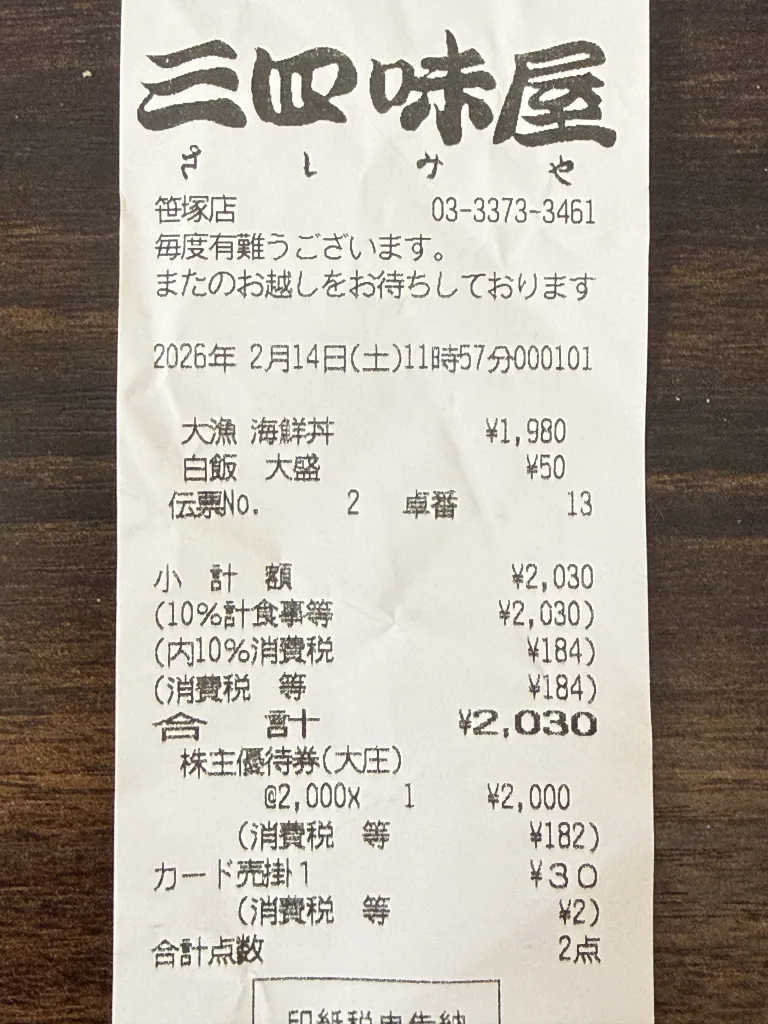 三四味屋
さしみや
笹塚店 03-3373-3461
毎度有難うございます。
またのお越しをお待ちしております
2026年 2月14日(土)11時57分000101
大漁 海鮮丼 ¥1,980
白飯 大盛 ¥50
伝票No. 2 卓番 13
小 計 額 ¥2,030
(10%計食事等 ¥2,030)
(内10%消費税 ¥184)
(消費税 等 ¥184)
合 計 ¥2,030
株主優待券(大庄)
@2,000x 1 ¥2,000
(消費税 等 ¥182)
カード売掛1 ¥30
(消費税 等 ¥2)
合計点数 2点
印紙税申告納